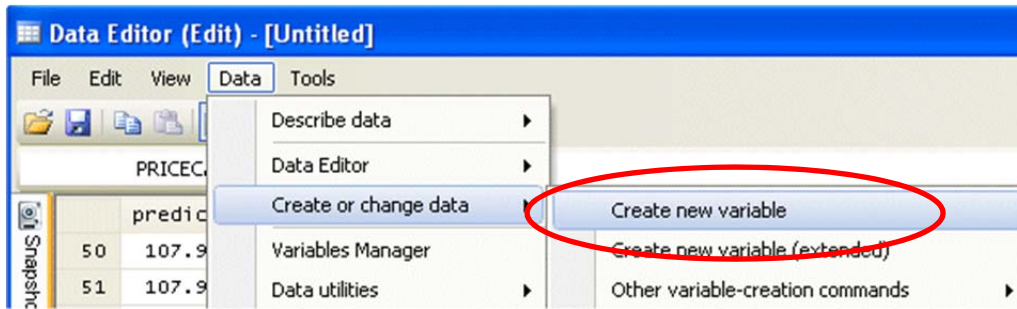 Data Editor (Edit) - [Untitled]
File Edit View Data Tools
Describe data
PRICEC
Data Editor
predic
Create or change data
Create new variable
Snapsho
50 107.9
Variables Manager
Create new variable (extended)
51 107.9
Data utilities
Other variable-creation commands